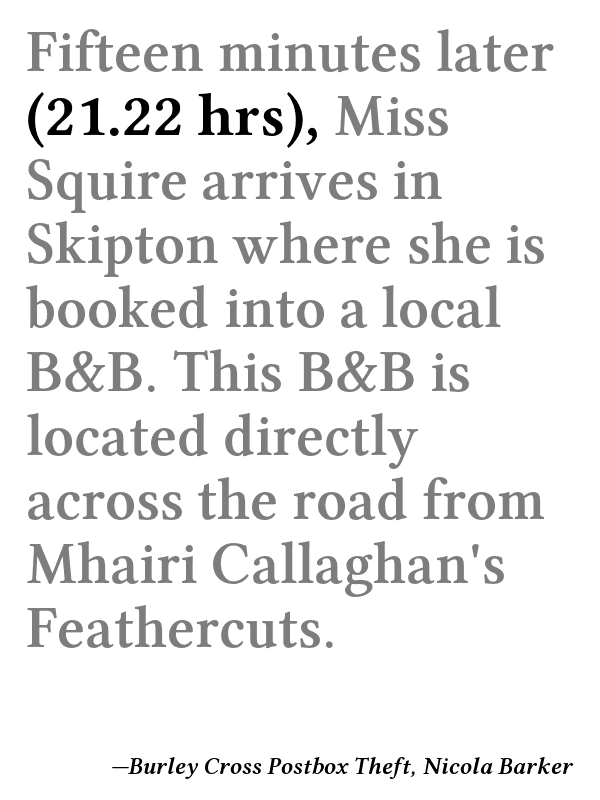 Fifteen minutes later
(21.22 hrs), Miss
Squire arrives in
Skipton where she is
booked into a local
B&B. This B&B is
located directly
across the road from
Mhairi Callaghan's
Feathercuts.
—Burley Cross Postbox Theft, Nicola Barker